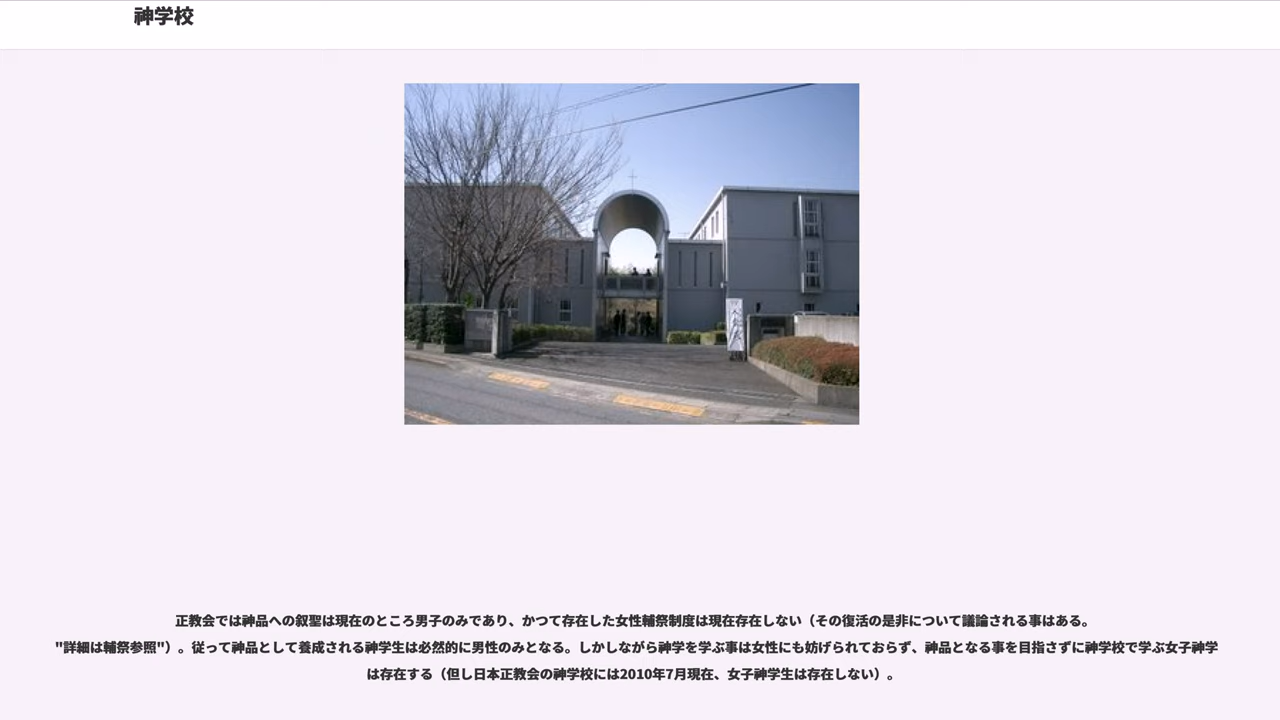 神学校
正教会では神品への叙聖は現在のところ男子のみであり、かつて存在した女性輔祭制度は現在存在しない（その復活の是非について議論される事はある。
"詳細は輔祭参照"）。従って神品として養成される神学生は必然的に男性のみとなる。しかしながら神学を学ぶ事は女性にも妨げられておらず、神品となる事を目指さずに神学校で学ぶ女子神学
は存在する（但し日本正教会の神学校には2010年7月現在、女子神学生は存在しない）。